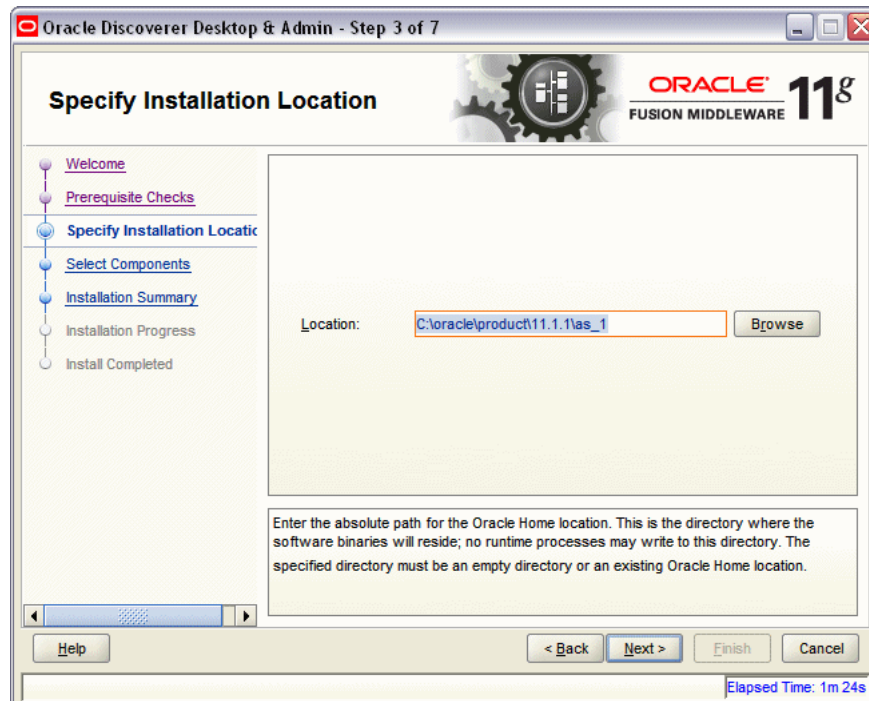 Oracle Discoverer Desktop & Admin - Step 3 of 7
Specify Installation Location
ORACLE
FUSION MIDDLEWARE
11g
Welcome
Prerequisite Checks
Specify Installation Locatio
Select Components
Installation Summary
Installation Progress
Install Completed
Location:
C:\oracle\product\11.1.1\as_1
Browse
Enter the absolute path for the Oracle Home location. This is the directory where the
software binaries will reside; no runtime processes may write to this directory. The
specified directory must be an empty directory or an existing Oracle Home location.
Help
< Back
Next >
Finish
Cancel
Elapsed Time: 1m 24s